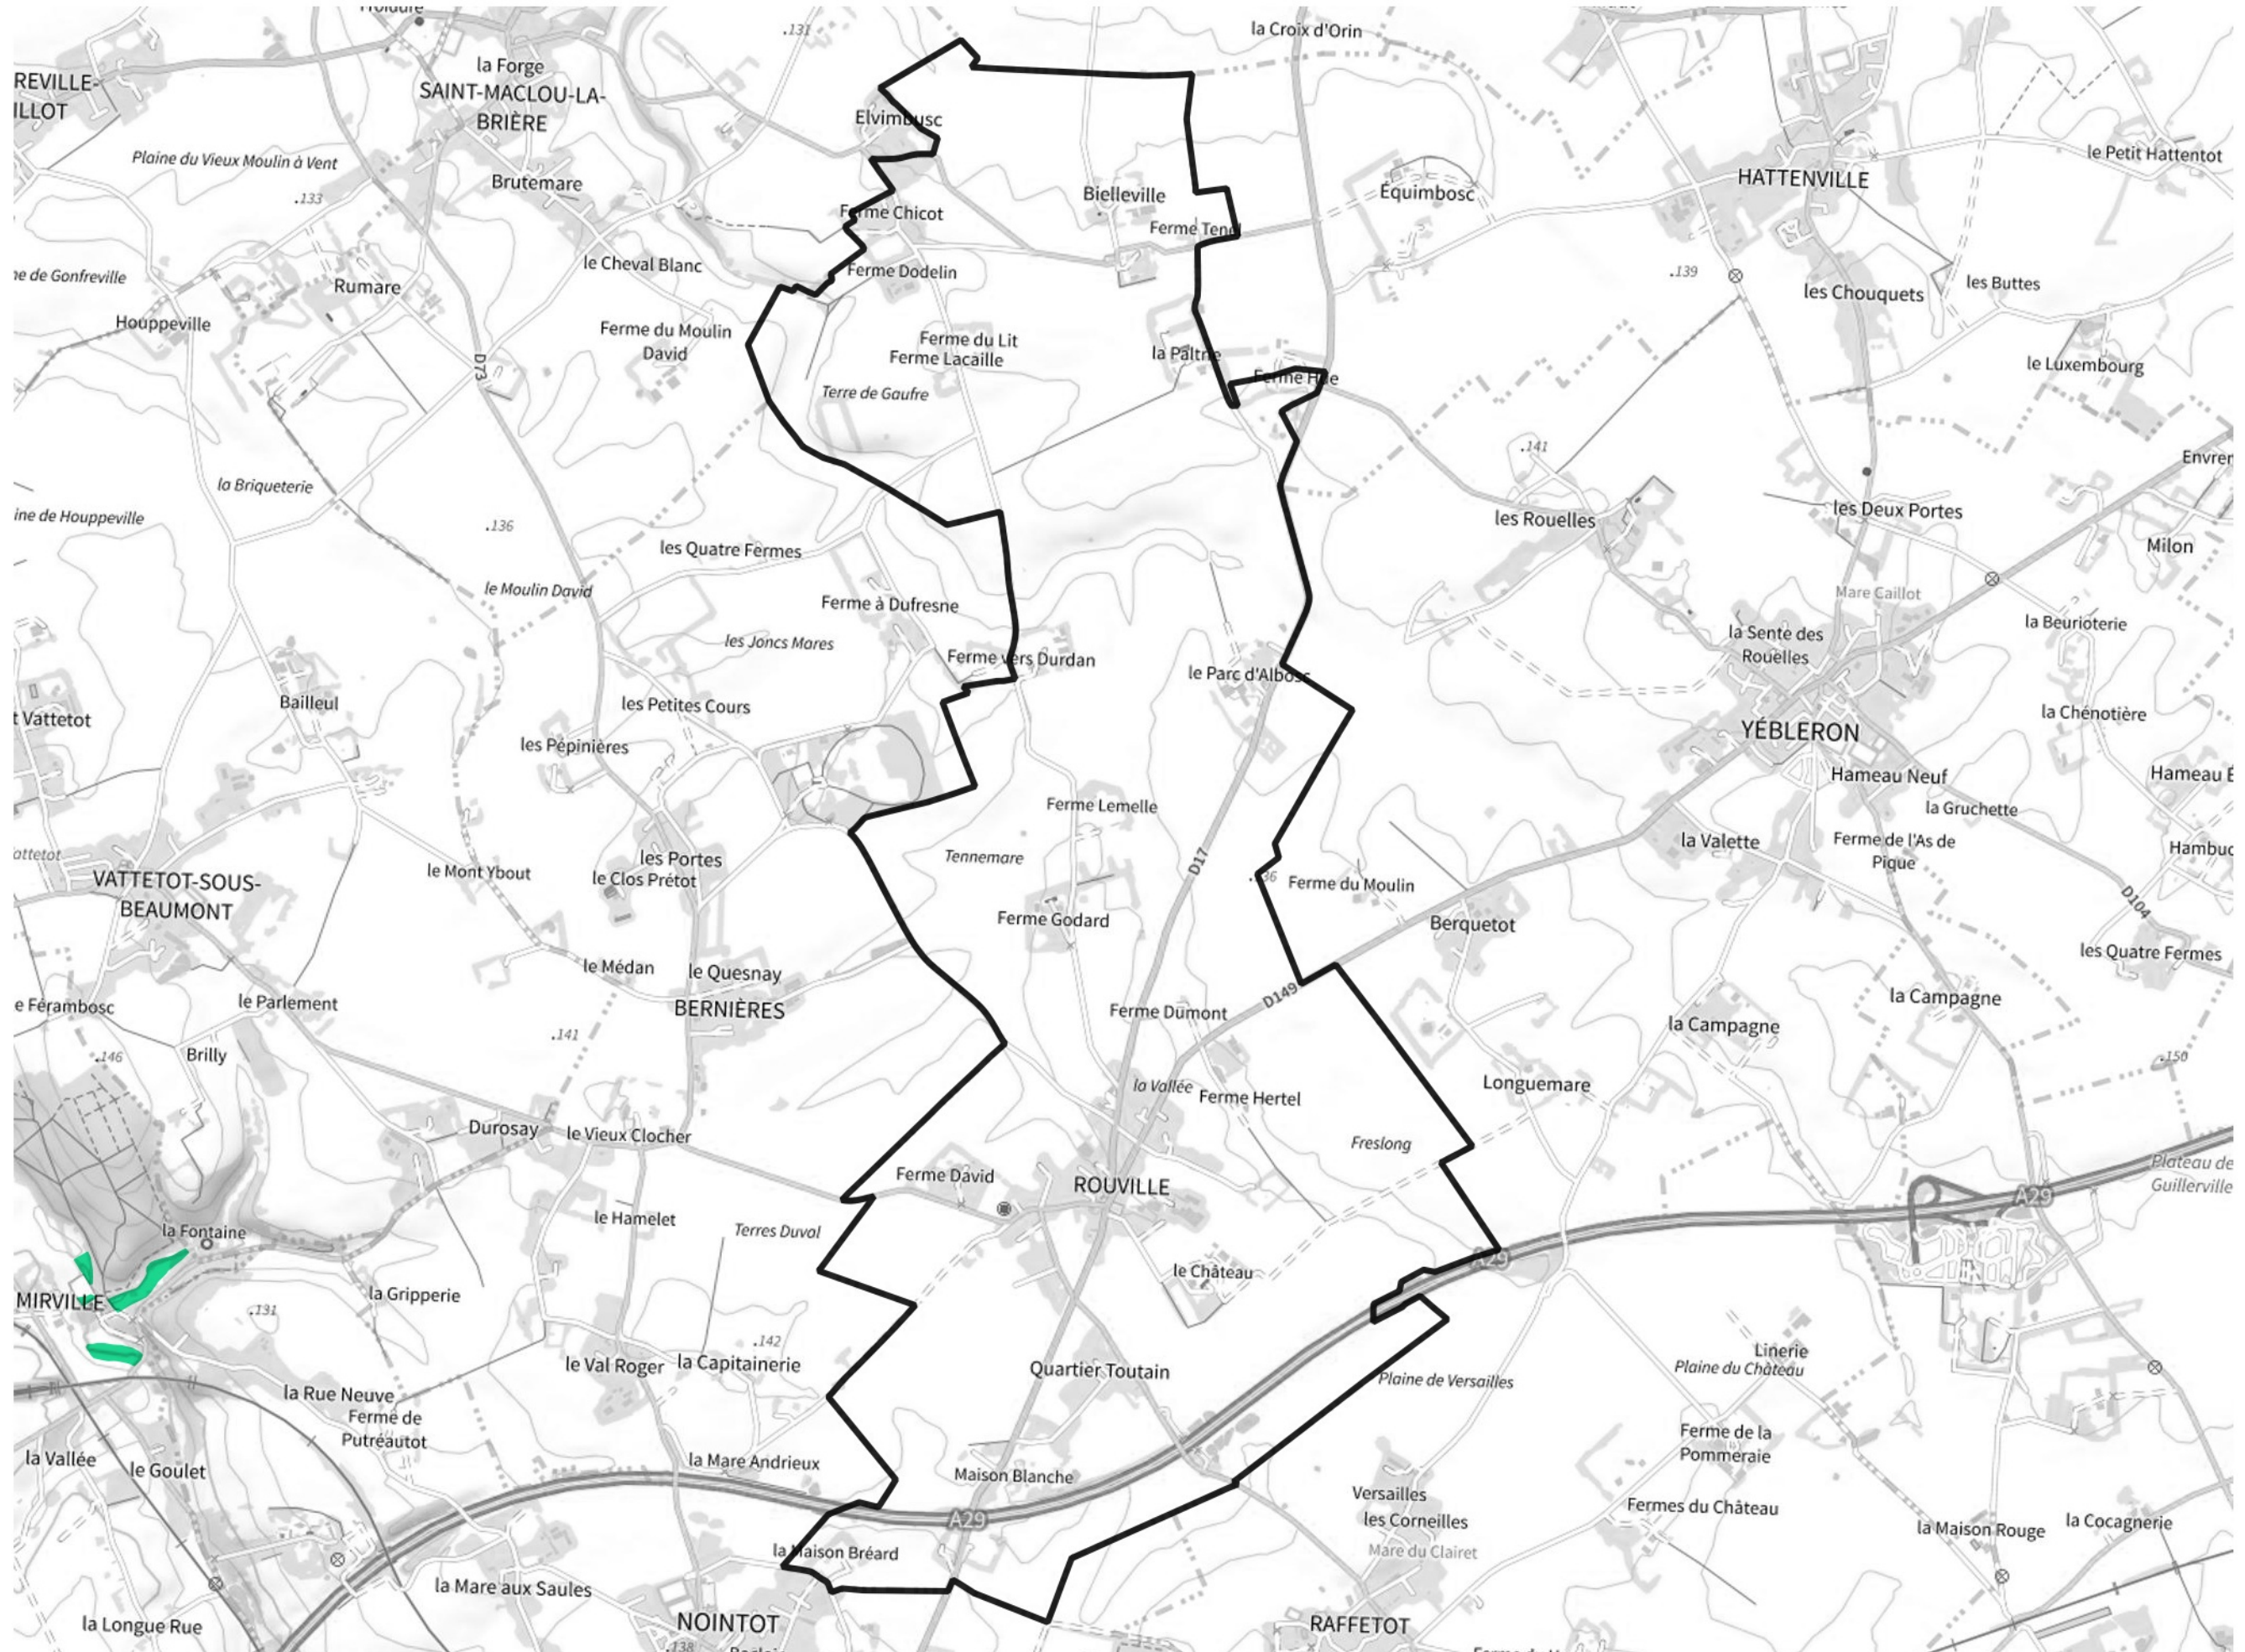 la Croix d'Orin
.131
la Forge
SAINT-MACLOU-LA-
BRIÈRE
REVILLE-
ILLOT
Elvimbusc
Plaine du Vieux Moulin à Vent
le Petit Hattentot
HATTENVILLE
Brutemare
Bielleville
Équimbosc
.133
Ferme Chicot
le Cheval Blanc
Ferme Dodelin
.139
ne de Gonfreville
Rumare
les Chouquets
les Buttes
Houppeville
Ferme du Moulin
David
Ferme du Lit
Ferme Lacaille
la Paltrie
D73
le Luxembourg
Terre de Gaufre
.141
la Briqueterie
ine de Houppeville
.136
les Rouelles
les Deux Portes
Milon
les Quatre Fermes
le Moulin David
Mare Caillot
Ferme à Dufresne
la Beurioterie
la Sente des
Rouelles
les Joncs Mares
Ferme vers Durdan
le Parc d'Albosc
Bailleul
les Petites Cours
t Vattetot
la Chénotière
YÉBLERON
les Pépinières
Hameau Neuf
la Gruchette
Ferme Lemelle
la Valette
Ferme de l'As de
Pique
D17
attetot
Tennemare
les Portes
le Clos Prétot
le Mont Ybout
VATTETOT-SOUS-
BEAUMONT
Ferme du Moulin
D104
Ferme Godard
Berquetot
les Quatre Fermes
le Médan
le Quesnay
BERNIÈRES
e Férambosc
le Parlement
D149
Ferme Dumont
la Campagne
la Campagne
.141
.146
Brilly
.150
la Vallée
Ferme Hertel
Longuemare
Durosay
le Vieux Clocher
Freslong
Plateau de
Guillerville
Ferme David
ROUVILLE
A29
le Hamelet
Terres Duval
la Fontaine
A29
le Château
la Gripperie
MIRVILLE
.131
.142
le Val Roger
la Capitainerie
Quartier Toutain
Plaine de Versailles
Linerie
Plaine du Château
la Rue Neuve
Ferme de
Putréautot
Ferme de la
Pommeraie
la Vallée
le Goulet
la Mare Andrieux
Maison Blanche
Versailles
les Corneilles
Fermes du Château
A29
la Maison Rouge
la Cocagnerie
la Maison Bréard
Mare du Clairet
la Mare aux Saules
NOINTOT
RAFFETOT
la Longue Rue
.138